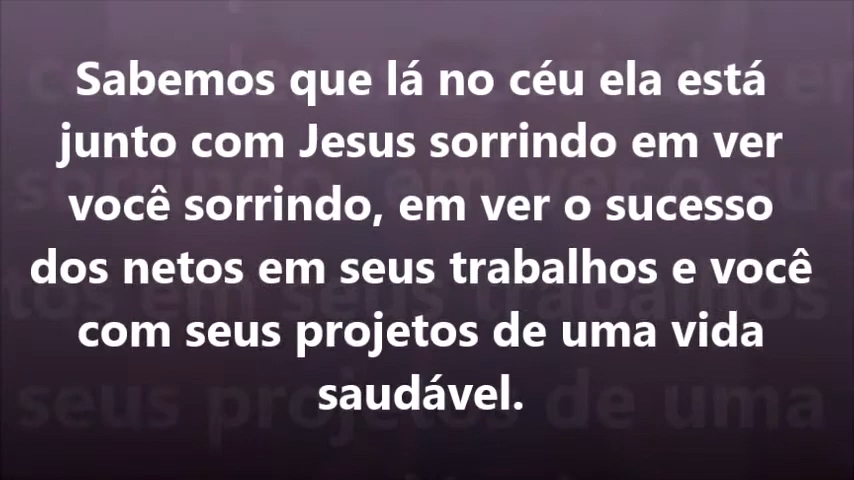 Sabemos que lá no céu ela está
junto com Jesus sorrindo em ver
você sorrindo, em ver o sucesso
dos netos em seus trabalhos e você
com seus projetos de uma vida
saudável.